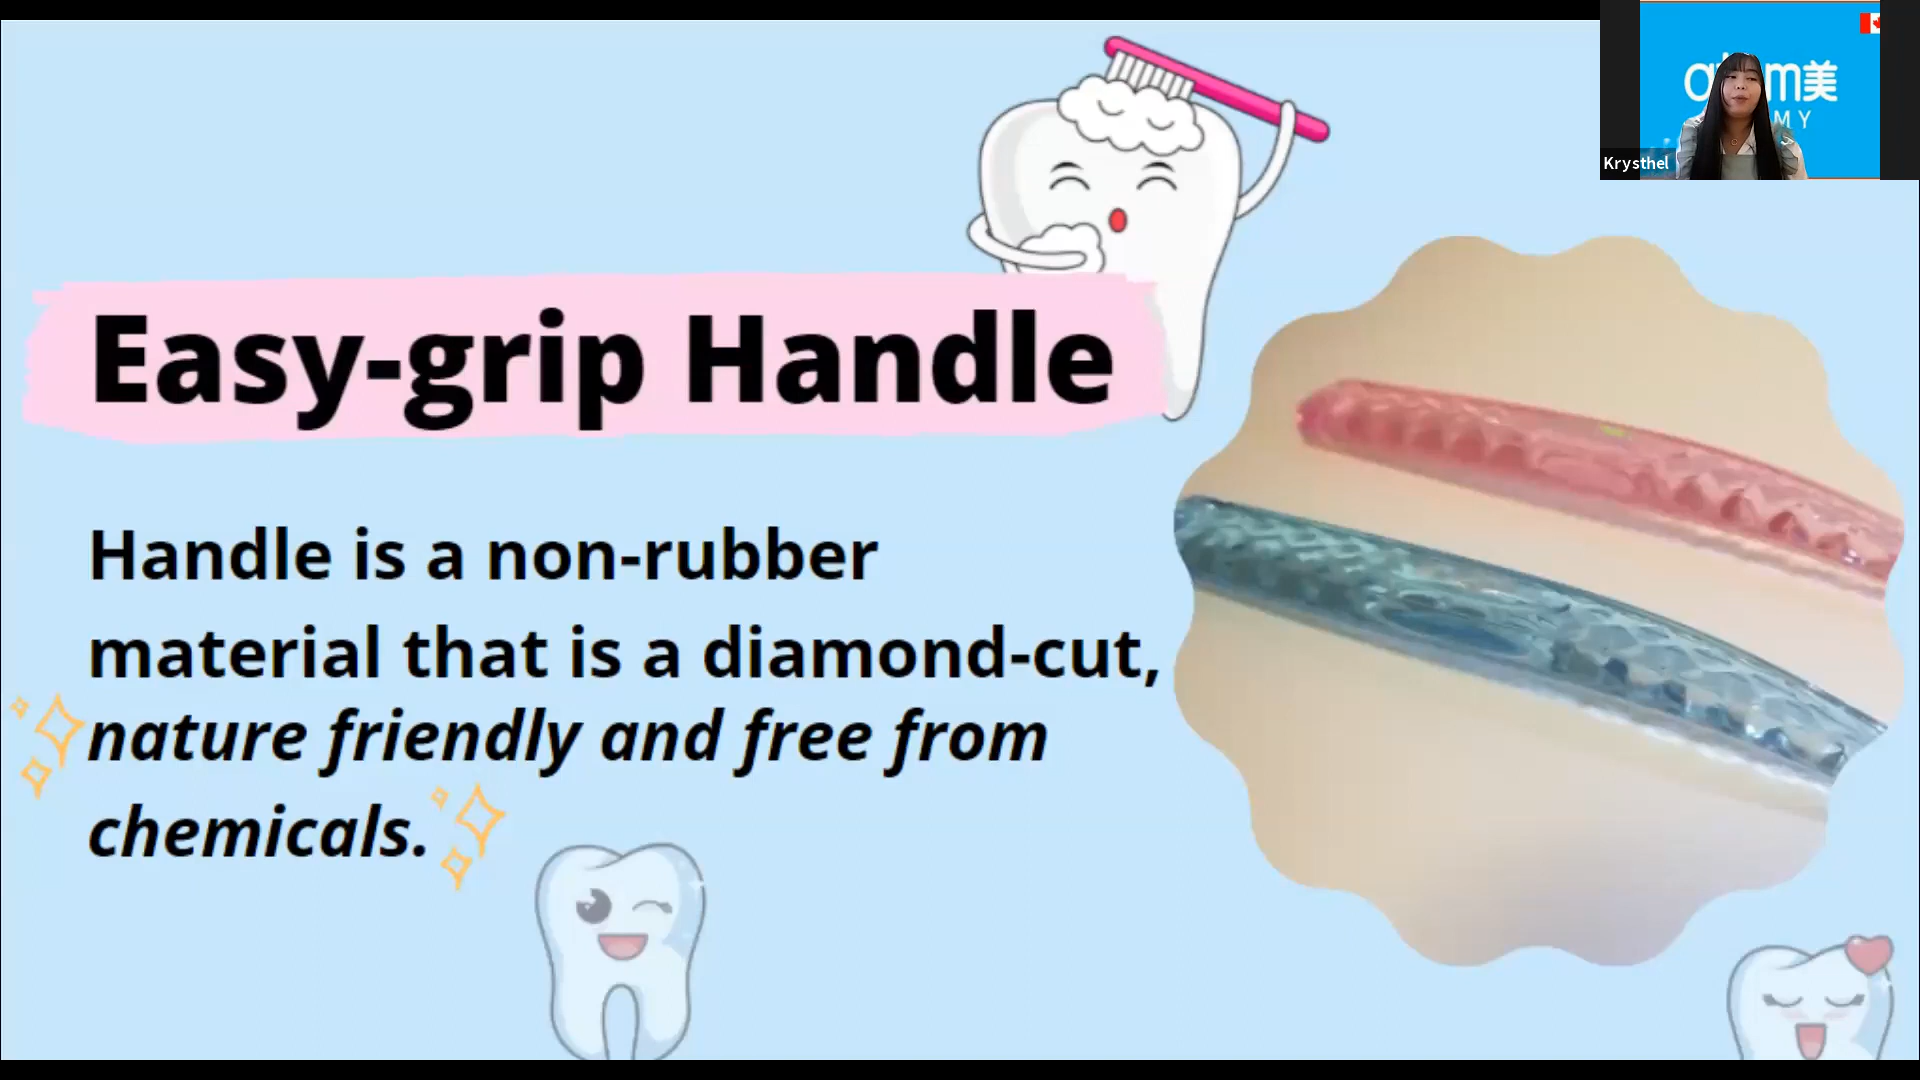 Easy-grip Handle
Handle is a non-rubber
material that is a diamond-cut,
nature friendly and free from
chemicals.
Krysthel